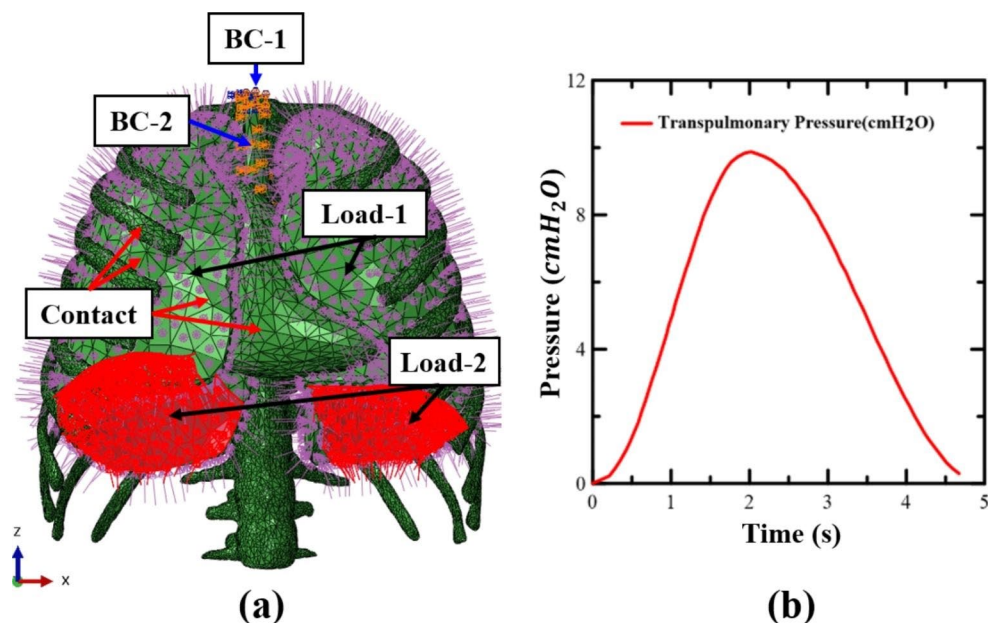 BC-1
BC-2
Load-1
Contact
Load-2
z
x
(a)
12
Transpulmonary Pressure(cmH2O)
8
4
0
Pressure (cmH₂O)
0 1 2 3 4 5
Time (s)
(b)